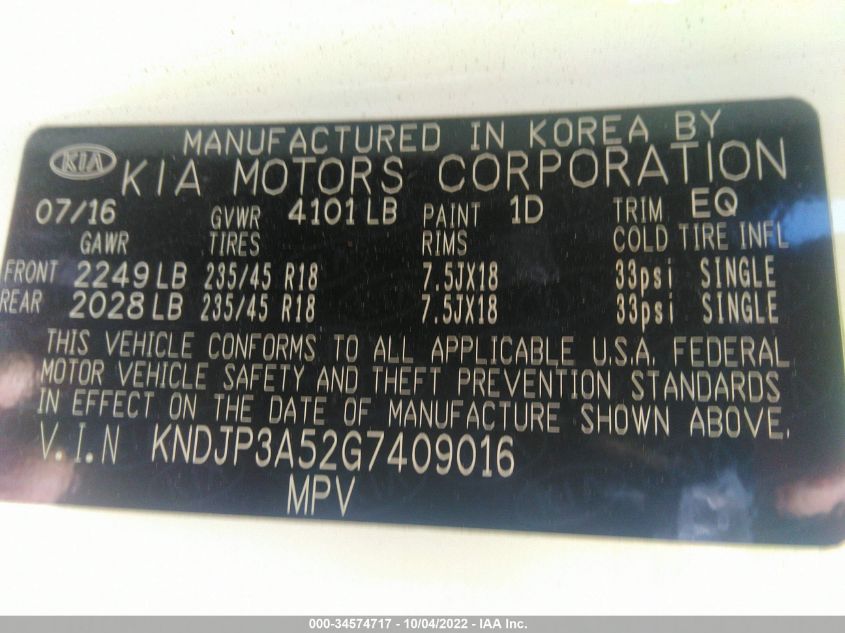 MANUFACTURED IN KOREA BY
KIA KIA MOTORS CORPORATION
07/16 GVWR 4101 LB PAINT 1D TRIM EQ
GAWR TIRES RIMS COLD TIRE INFL
FRONT 2249 LB 235/45 R18 7.5JX18 33psi SINGLE
REAR 2028 LB 235/45 R18 7.5JX18 33psi SINGLE
THIS VEHICLE CONFORMS TO ALL APPLICABLE U.S.A. FEDERAL
MOTOR VEHICLE SAFETY AND THEFT PREVENTION STANDARDS
IN EFFECT ON THE DATE OF MANUFACTURE SHOWN ABOVE.
V.I.N KNDJP3A52G7409016
MPV
000-34574717 - 10/04/2022 - IAA Inc.